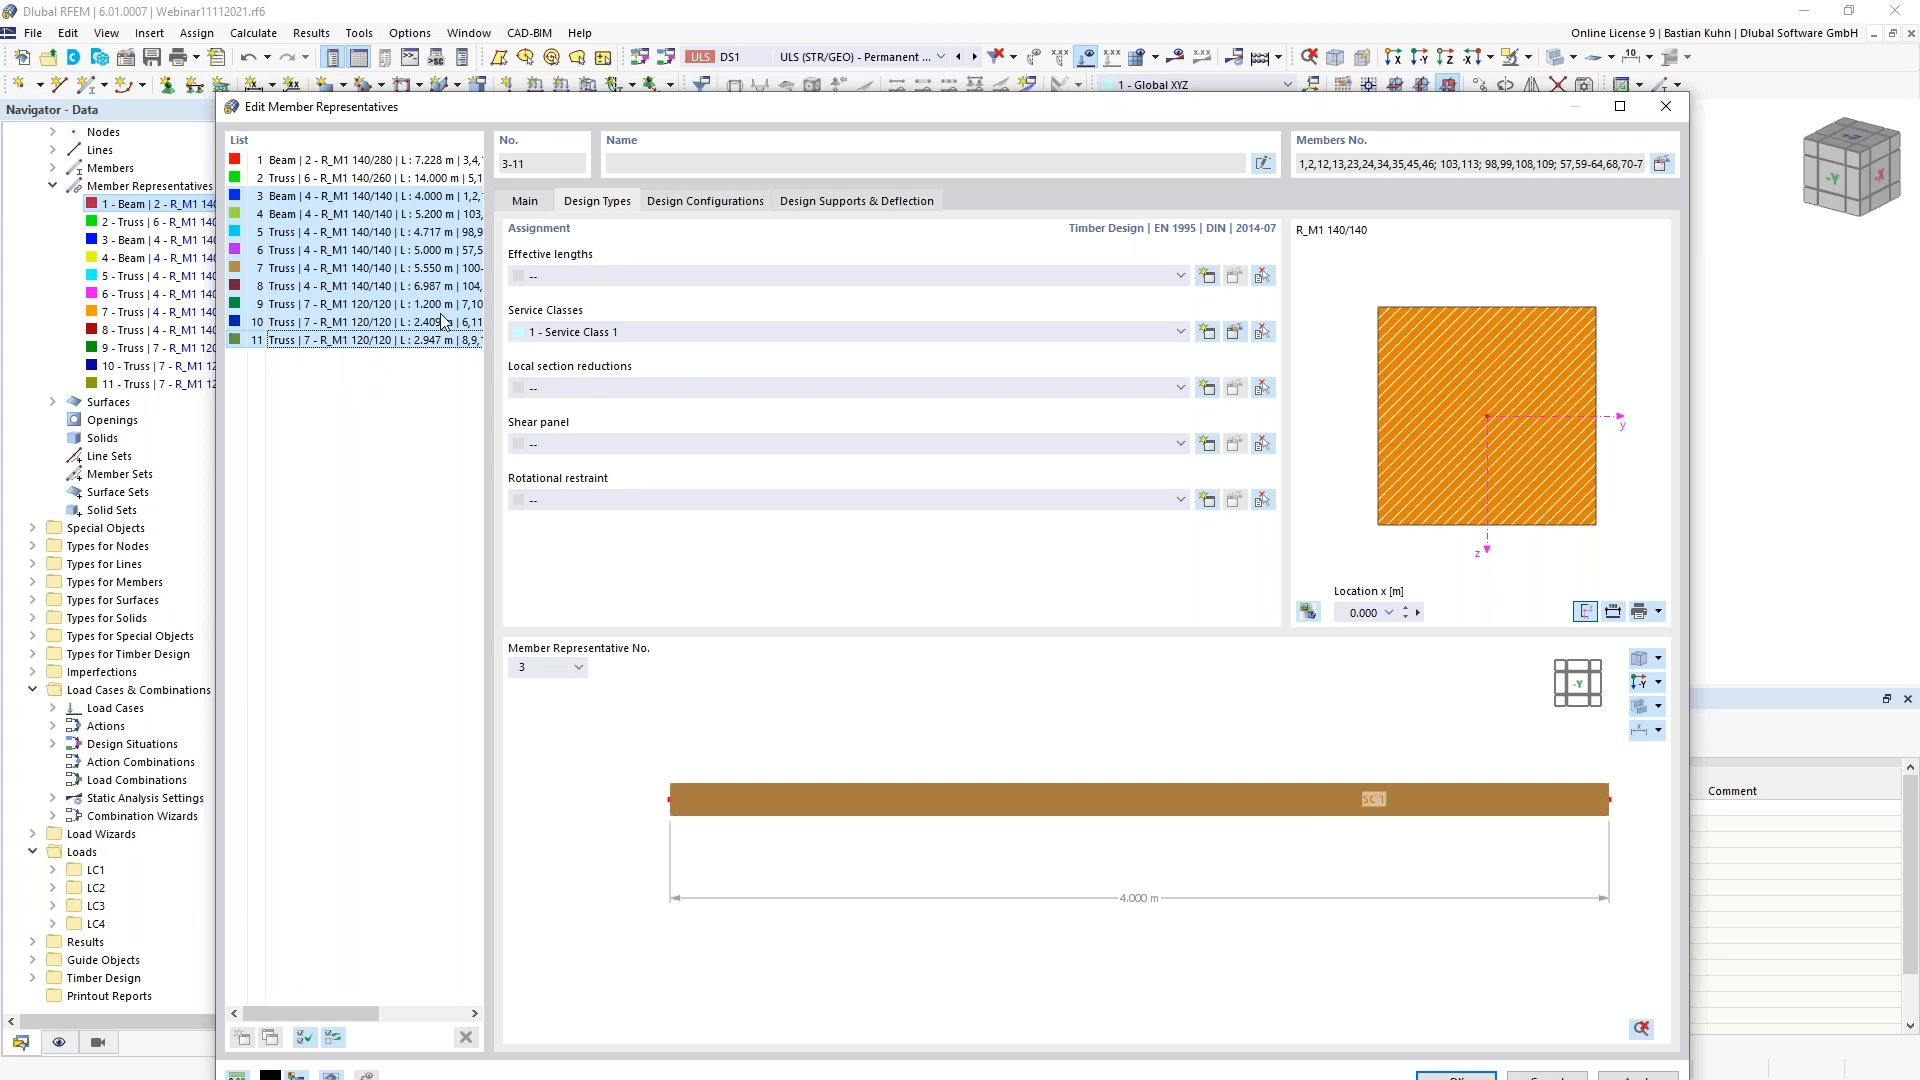 Dlubal RFEM | 6.01.0007 | Webinar11112021.rf6
File Edit View Insert Assign Calculate Results Tools Options Window CAD-BIM Help
Online License 9 | Bastian Kuhn | Dlubal Software GmbH
ULS DS1 ULS (STR/GEO) - Permanent ...
1 - Global XYZ
Navigator - Data
Nodes
Lines
Members
Member Representatives
1 - Beam | 2 - R_M1 140
2 - Truss | 6 - R_M1 140
3 - Beam | 4 - R_M1 140
4 - Beam | 4 - R_M1 140
5 - Truss | 4 - R_M1 140
6 - Truss | 4 - R_M1 140
7 - Truss | 4 - R_M1 140
8 - Truss | 4 - R_M1 140
9 - Truss | 7 - R_M1 120
10 - Truss | 7 - R_M1 12
11 - Truss | 7 - R_M1 12
Surfaces
Openings
Solids
Line Sets
Member Sets
Surface Sets
Solid Sets
Special Objects
Types for Nodes
Types for Lines
Types for Members
Types for Surfaces
Types for Solids
Types for Special Objects
Types for Timber Design
Imperfections
Load Cases & Combinations
Load Cases
Actions
Design Situations
Action Combinations
Load Combinations
Static Analysis Settings
Combination Wizards
Load Wizards
Loads
LC1
LC2
LC3
LC4
Results
Guide Objects
Timber Design
Printout Reports
Edit Member Representatives
List
1 Beam | 2 - R_M1 140/280 | L : 7.228 m | 3,4,
2 Truss | 6 - R_M1 140/260 | L : 14.000 m | 5,1
3 Beam | 4 - R_M1 140/140 | L : 4.000 m | 1,2,
4 Beam | 4 - R_M1 140/140 | L : 5.200 m | 103,
5 Truss | 4 - R_M1 140/140 | L : 4.717 m | 98,9
6 Truss | 4 - R_M1 140/140 | L : 5.000 m | 57,5
7 Truss | 4 - R_M1 140/140 | L : 5.550 m | 100-
8 Truss | 4 - R_M1 140/140 | L : 6.987 m | 104,
9 Truss | 7 - R_M1 120/120 | L : 1.200 m | 7,10
10 Truss | 7 - R_M1 120/120 | L : 2.409 | 6,11
11 Truss | 7 - R_M1 120/120 | L : 2.947 m | 8,9,
No.
3-11
Name
Members No.
1,2,12,13,23,24,34,35,45,46; 103,113; 98,99,108,109; 57,59-64,68,70-7
Main Design Types Design Configurations Design Supports & Deflection
Assignment
Timber Design | EN 1995 | DIN | 2014-07
Effective lengths
--
Service Classes
1 - Service Class 1
Local section reductions
--
Shear panel
--
Rotational restraint
--
R_M1 140/140
y
z
Location x [m]
0.000
Member Representative No.
3
-Y
SC 1
4.000 m
-Y
-X
Comment